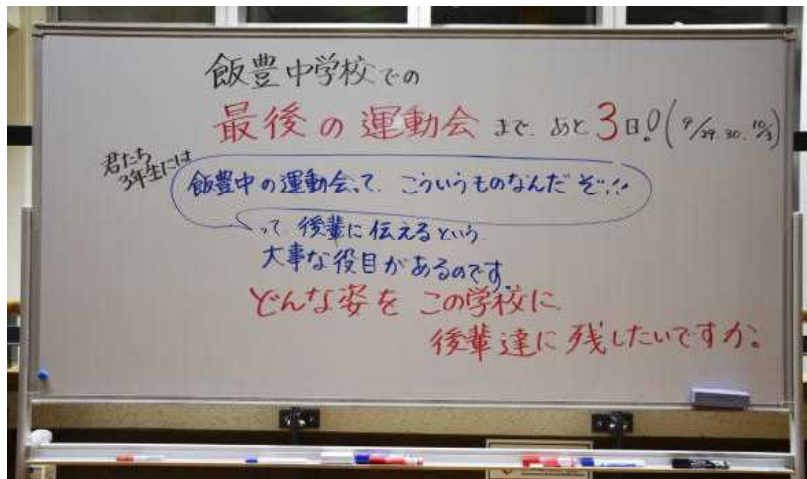 飯豊中学校での
最後の運動会まで、あと3日!(9/29.30.10/3)
君たち
3年生には
飯豊中の運動会って、こういうものなんだぞ!!
って後輩に伝えるという
大事な役目があるのです。
どんな姿をこの学校に
後輩達に残したいですか。